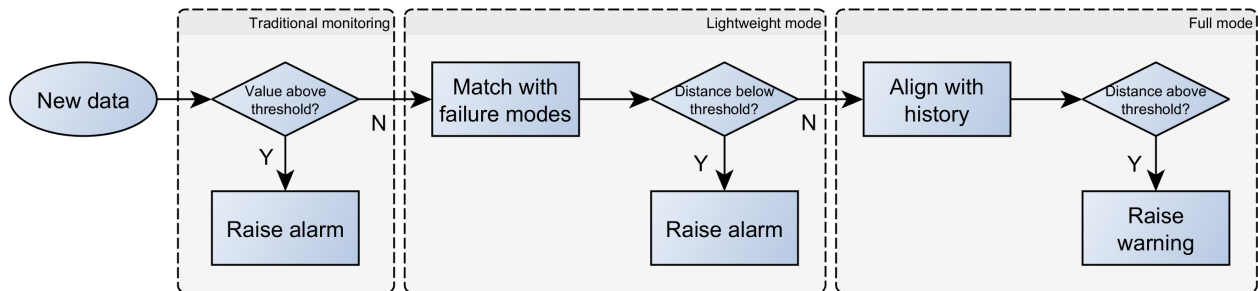 Traditional monitoring
Lightweight mode
Full mode
New data
Value above
threshold?
N
Y
Raise alarm
Match with
failure modes
Distance below
threshold?
N
Y
Raise alarm
Align with
history
Distance above
threshold?
Y
Raise
warning